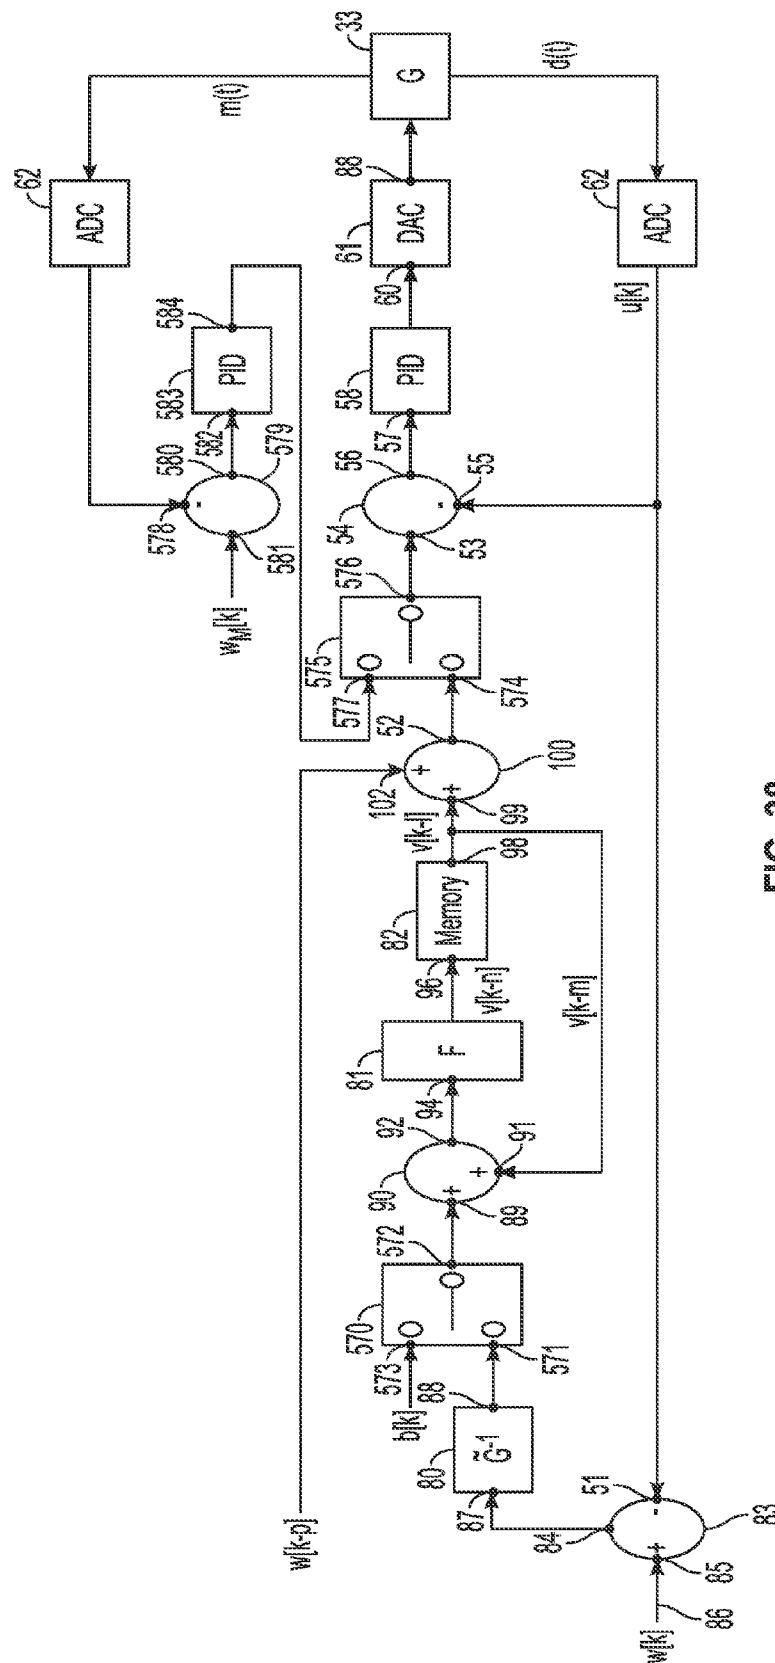 62
ADC
m(t)
578
580
582
583
584
PID
579
581
wM[k]
w[k-p]
33
G
d(t)
102
577
575
576
54
56
57
58
PID
60
61
DAC
88
53
55
574
52
100
+
+
v[k-l]
99
98
82
Memory
96
v[k-n]
81
F
94
v[k-m]
92
90
91
89
+
+
572
570
573
571
b[k]
88
80
G̃-1
87
84
51
83
+
-
85
86
w[k]
u[k]
62
ADC
-
-
FIG.